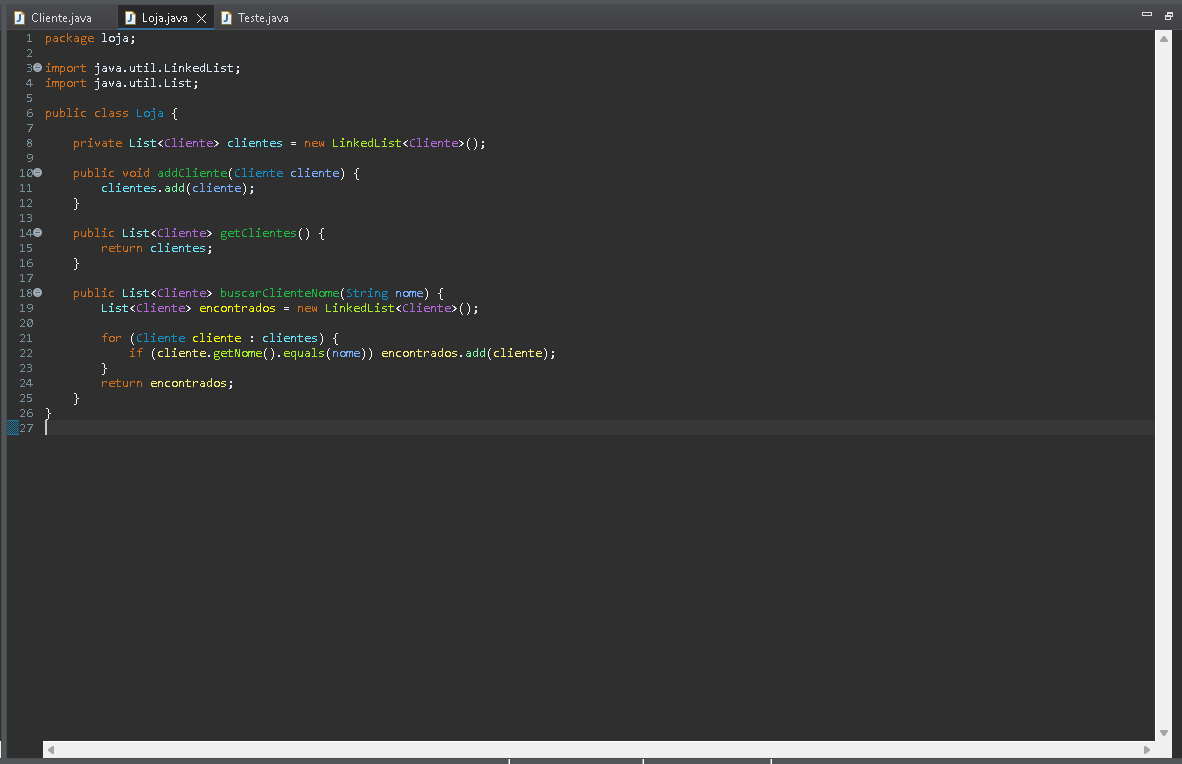 Cliente.java Loja.java Teste.java
1 package loja;
2
3 import java.util.LinkedList;
4 import java.util.List;
5
6 public class Loja {
7
8 private List<Cliente> clientes = new LinkedList<Cliente>();
9
10 public void addCliente(Cliente cliente) {
11 clientes.add(cliente);
12 }
13
14 public List<Cliente> getClientes() {
15 return clientes;
16 }
17
18 public List<Cliente> buscarClienteNome(String nome) {
19 List<Cliente> encontrados = new LinkedList<Cliente>();
20
21 for (Cliente cliente : clientes) {
22 if (cliente.getNome().equals(nome)) encontrados.add(cliente);
23 }
24 return encontrados;
25 }
26 }
27